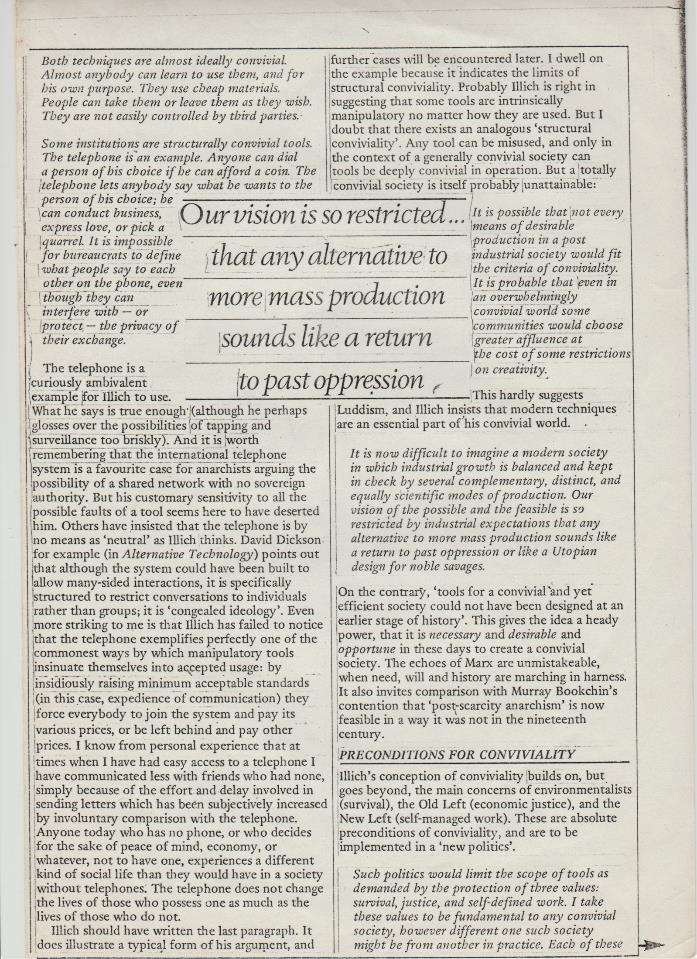 Both techniques are almost ideally convivial.
Almost anybody can learn to use them, and for
his own purpose. They use cheap materials.
People can take them or leave them as they wish.
They are not easily controlled by third parties.
Some institutions are structurally convivial tools.
The telephone is an example. Anyone can dial
a person of his choice if he can afford a coin. The
telephone lets anybody say what he wants to the
person of his choice; he
can conduct business,
express love, or pick a
quarrel. It is impossible
for bureaucrats to define
what people say to each
other on the phone, even
though they can
interfere with — or
protect — the privacy of
their exchange.
The telephone is a
curiously ambivalent
example for Illich to use.
What he says is true enough (although he perhaps
glosses over the possibilities of tapping and
surveillance too briskly). And it is worth
remembering that the international telephone
system is a favourite case for anarchists arguing the
possibility of a shared network with no sovereign
authority. But his customary sensitivity to all the
possible faults of a tool seems here to have deserted
him. Others have insisted that the telephone is by
no means as ‘neutral’ as Illich thinks. David Dickson
for example (in Alternative Technology) points out
that although the system could have been built to
allow many-sided interactions, it is specifically
structured to restrict conversations to individuals
rather than groups; it is ‘congealed ideology’. Even
more striking to me is that Illich has failed to notice
that the telephone exemplifies perfectly one of the
commonest ways by which manipulatory tools
insinuate themselves into accepted usage: by
insidiously raising minimum acceptable standards
(in this case, expedience of communication) they
force everybody to join the system and pay its
various prices, or be left behind and pay other
prices. I know from personal experience that at
times when I have had easy access to a telephone I
have communicated less with friends who had none,
simply because of the effort and delay involved in
sending letters which has been subjectively increased
by involuntary comparison with the telephone.
Anyone today who has no phone, or who decides
for the sake of peace of mind, economy, or
whatever, not to have one, experiences a different
kind of social life than they would have in a society
without telephones. The telephone does not change
the lives of those who possess one as much as the
lives of those who do not.
Illich should have written the last paragraph. It
does illustrate a typical form of his argument, and
Our vision is so restricted...
that any alternative to
more mass production
sounds like a return
to past oppression
further cases will be encountered later. I dwell on
the example because it indicates the limits of
structural conviviality. Probably Illich is right in
suggesting that some tools are intrinsically
manipulatory no matter how they are used. But I
doubt that there exists an analogous ‘structural
conviviality’. Any tool can be misused, and only in
the context of a generally convivial society can
tools be deeply convivial in operation. But a totally
convivial society is itself probably unattainable:
It is possible that not every
means of desirable
production in a post
industrial society would fit
the criteria of conviviality.
It is probable that even in
an overwhelmingly
convivial world some
communities would choose
greater affluence at
the cost of some restrictions
on creativity.
This hardly suggests
Luddism, and Illich insists that modern techniques
are an essential part of his convivial world.
It is now difficult to imagine a modern society
in which industrial growth is balanced and kept
in check by several complementary, distinct, and
equally scientific modes of production. Our
vision of the possible and the feasible is so
restricted by industrial expectations that any
alternative to more mass production sounds like
a return to past oppression or like a Utopian
design for noble savages.
On the contrary, ‘tools for a convivial and yet
efficient society could not have been designed at an
earlier stage of history’. This gives the idea a heady
power, that it is necessary and desirable and
opportune in these days to create a convivial
society. The echoes of Marx are unmistakeable,
when need, will and history are marching in harness.
It also invites comparison with Murray Bookchin’s
contention that ‘post-scarcity anarchism’ is now
feasible in a way it was not in the nineteenth
century.
PRECONDITIONS FOR CONVIVIALITY
Illich’s conception of conviviality builds on, but
goes beyond, the main concerns of environmentalists
(survival), the Old Left (economic justice), and the
New Left (self-managed work). These are absolute
preconditions of conviviality, and are to be
implemented in a ‘new politics’.
Such politics would limit the scope of tools as
demanded by the protection of three values:
survival, justice, and self-defined work. I take
these values to be fundamental to any convivial
society, however different one such society
might be from another in practice. Each of these